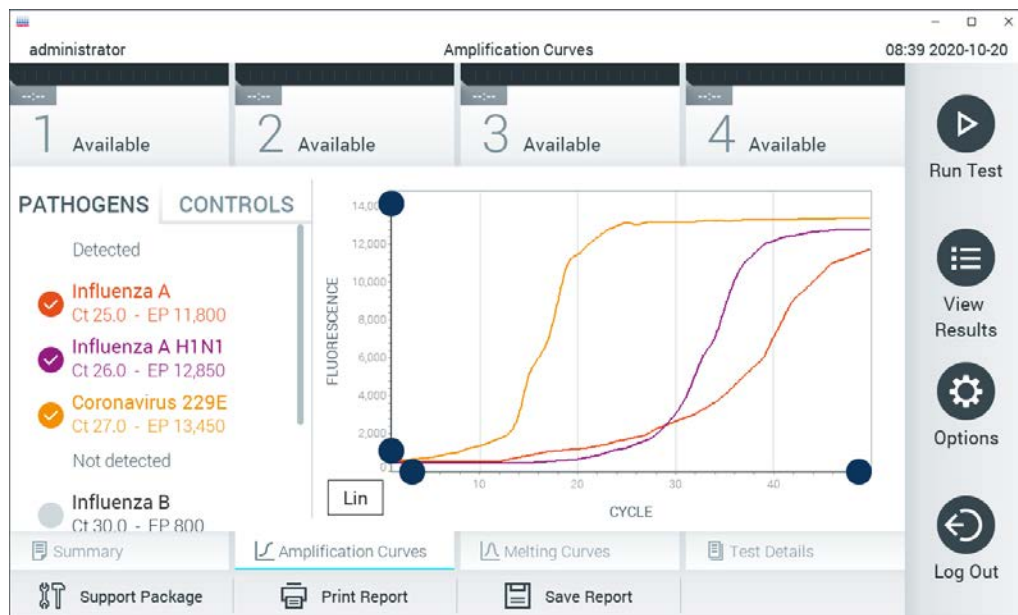 administrator
Amplification Curves
08:39 2020-10-20
--:--
1 Available
--:--
2 Available
--:--
3 Available
--:--
4 Available
Run Test
View
Results
Options
Log Out
PATHOGENS
CONTROLS
Detected
Influenza A
Ct 25.0 - EP 11,800
Influenza A H1N1
Ct 26.0 - EP 12,850
Coronavirus 229E
Ct 27.0 - EP 13,450
Not detected
Influenza B
Ct 30.0 - EP 800
FLUORESCENCE
12,000
10,000
8,000
6,000
4,000
2,000
0
10
20
30
40
CYCLE
Lin
Summary
Amplification Curves
Melting Curves
Test Details
Support Package
Print Report
Save Report